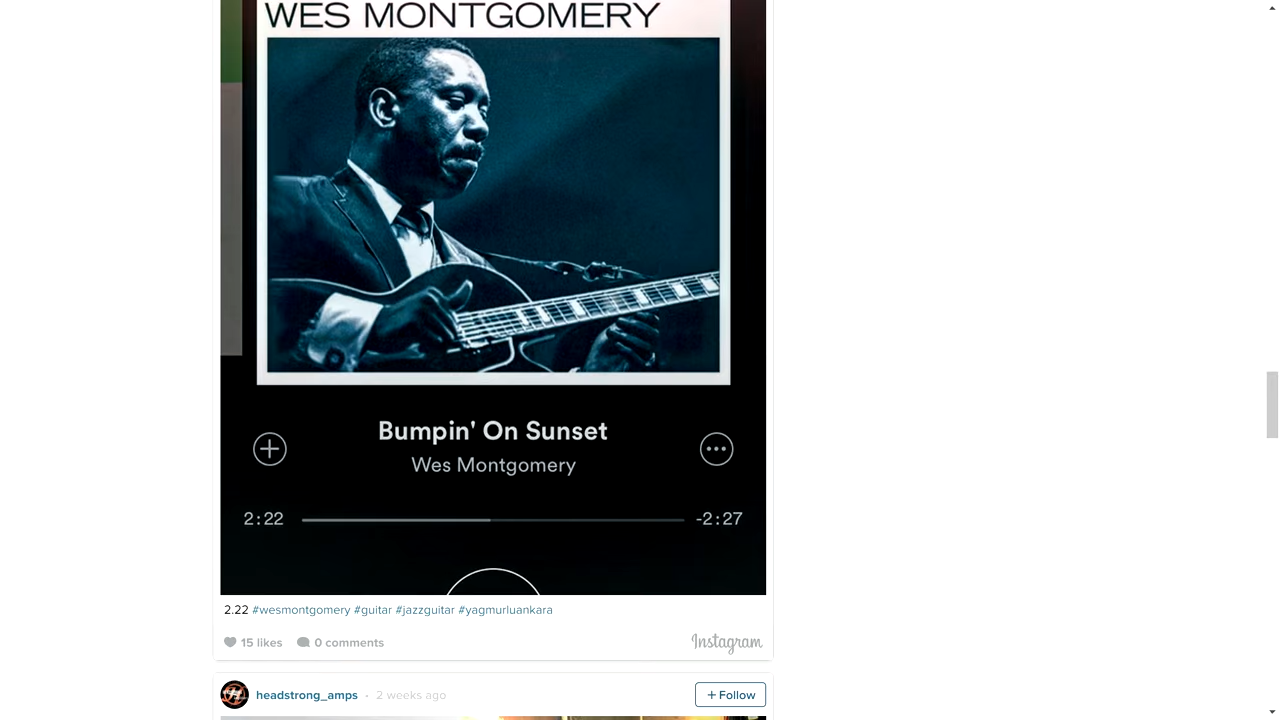 WES MONTGOMERY
Bumpin' On Sunset
Wes Montgomery
2:22
-2:27
2.22 #wesmontgomery #guitar #jazzguitar #yagmurluankara
15 likes
0 comments
Instagram
headstrong_amps
· 2 weeks ago
+ Follow